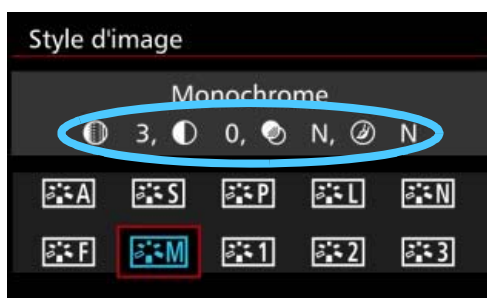 Style d'image
Monochrome
3, 0, N, N
A S P L N
F M 1 2 3